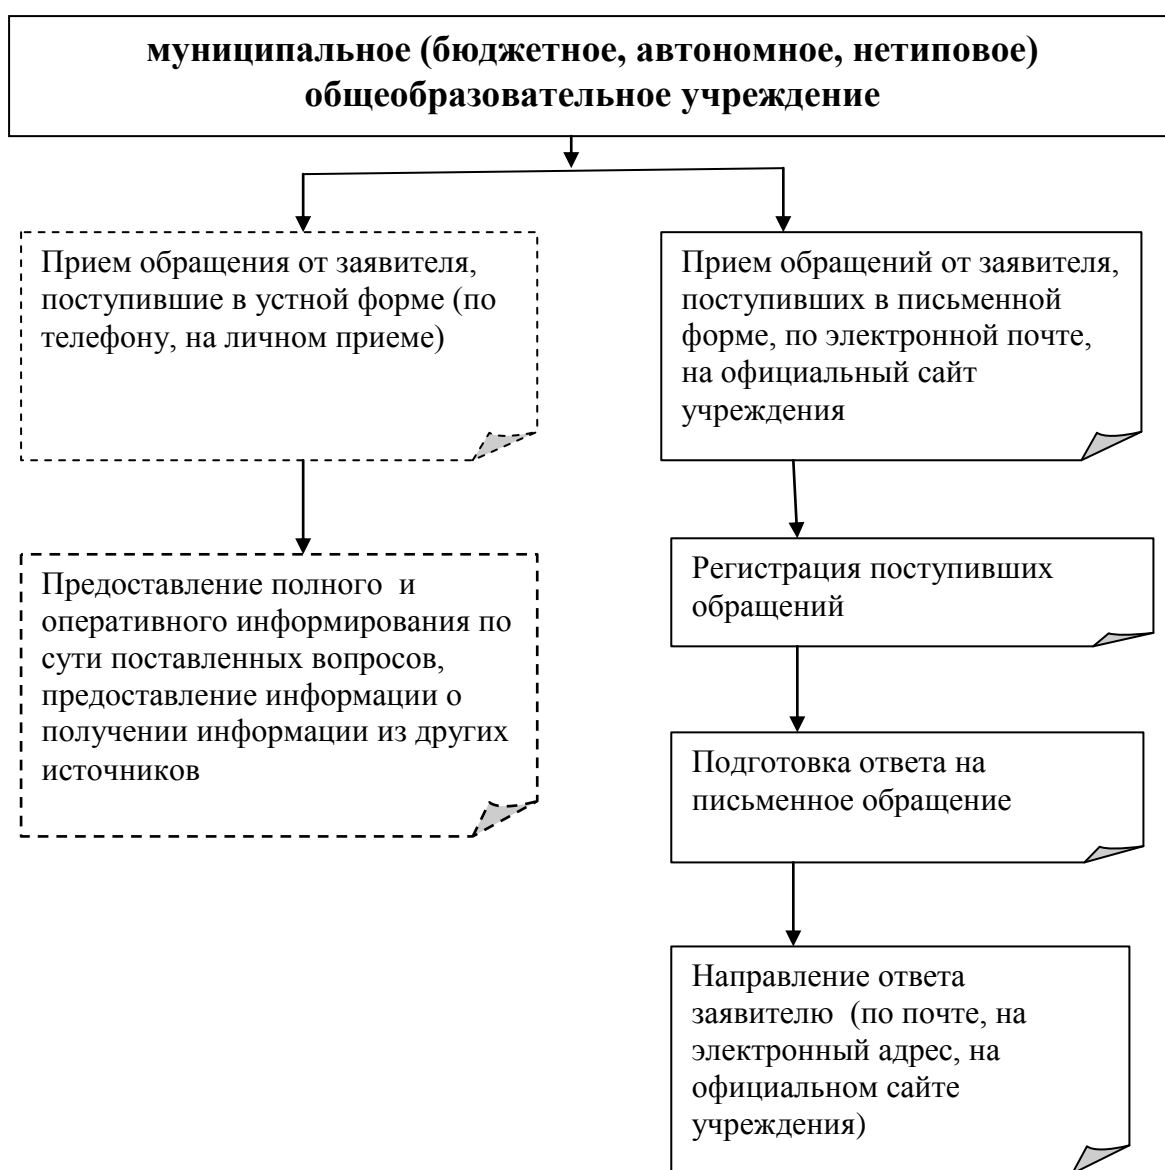 муниципальное (бюджетное, автономное, нетиповое)
общеобразовательное учреждение
Прием обращения от заявителя,
поступившие в устной форме (по
телефону, на личном приеме)
Предоставление полного и
оперативного информирования по
сути поставленных вопросов,
предоставление информации о
получении информации из других
источников
Прием обращений от заявителя,
поступивших в письменной
форме, по электронной почте,
на официальный сайт
учреждения
Регистрация поступивших
обращений
Подготовка ответа на
письменное обращение
Направление ответа
заявителю (по почте, на
электронный адрес, на
официальном сайте
учреждения)